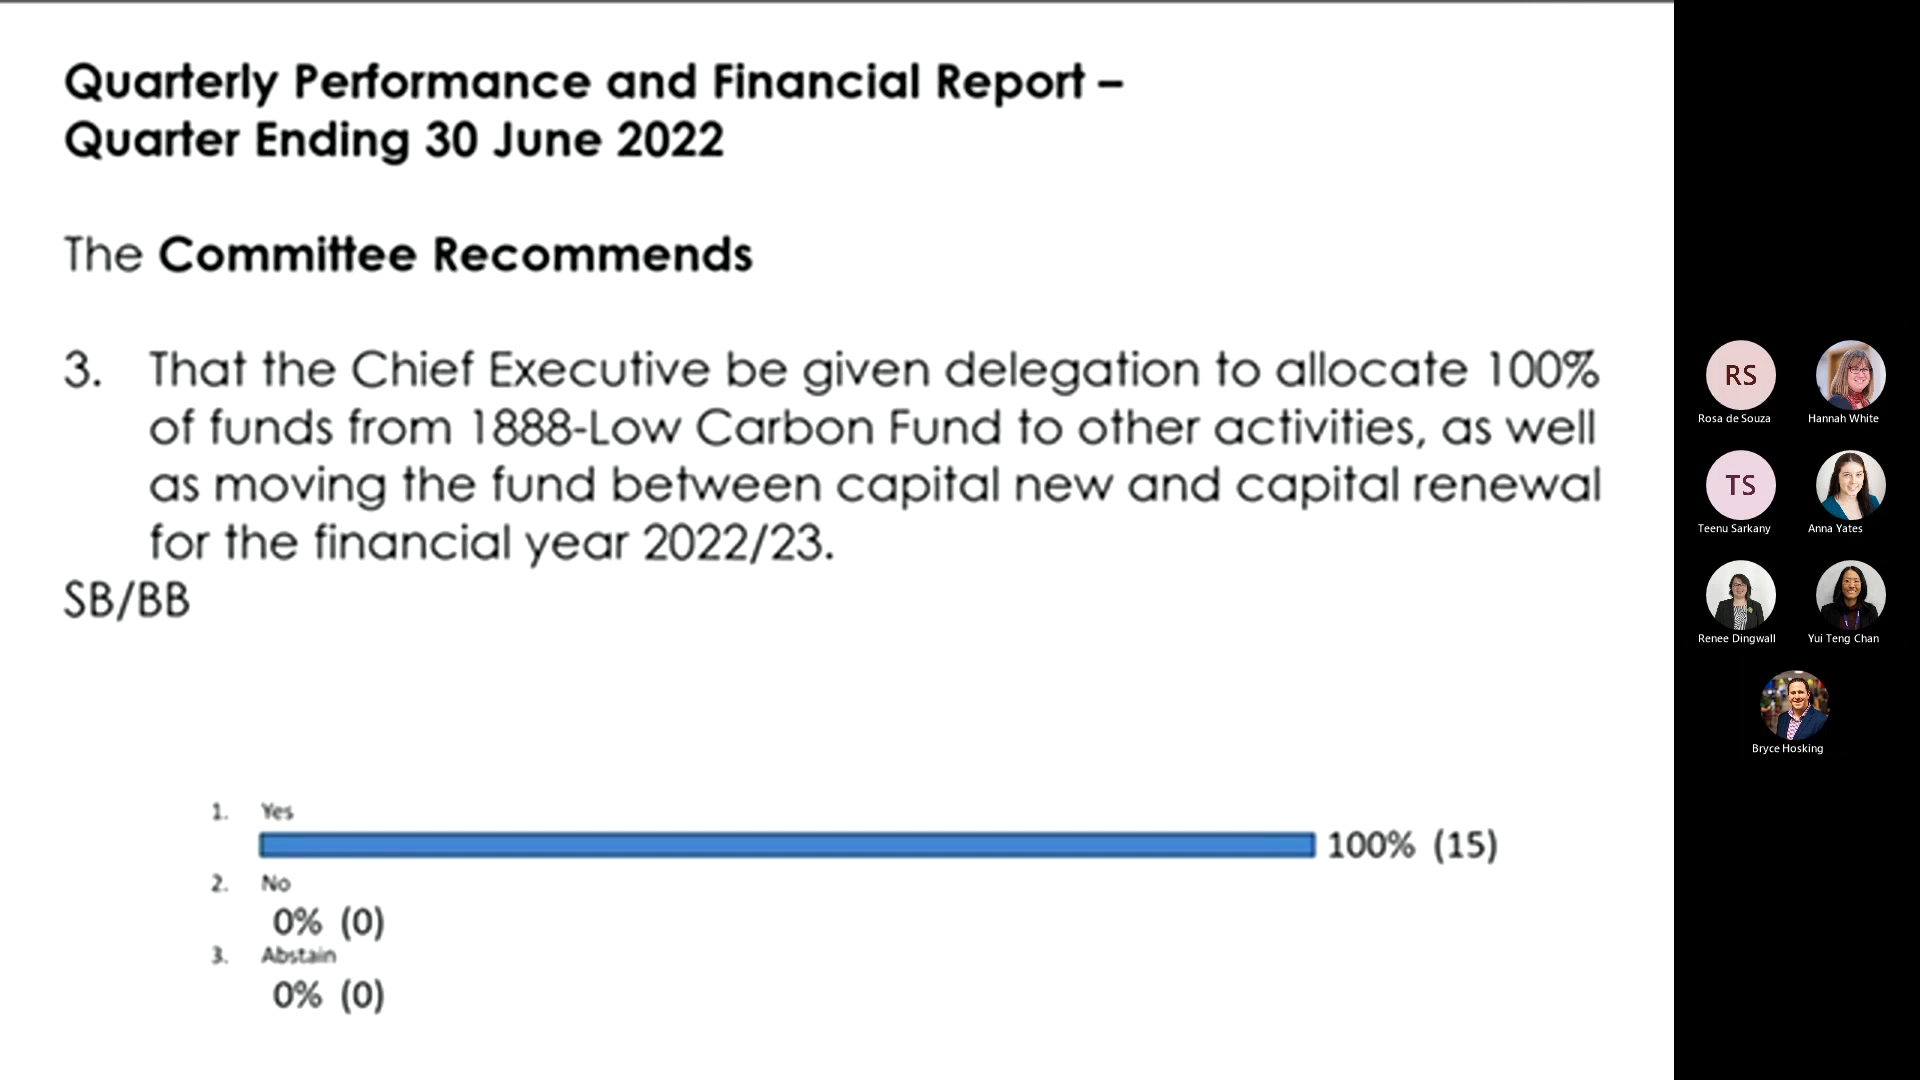 Quarterly Performance and Financial Report –
Quarter Ending 30 June 2022
The Committee Recommends
3. That the Chief Executive be given delegation to allocate 100%
of funds from 1888-Low Carbon Fund to other activities, as well
as moving the fund between capital new and capital renewal
for the financial year 2022/23.
SB/BB
1. Yes
100% (15)
2. No
0% (0)
3. Abstain
0% (0)
RS
Rosa de Souza
Hannah White
TS
Teenu Sarkany
Anna Yates
Renee Dingwall
Yui Teng Chan
Bryce Hosking